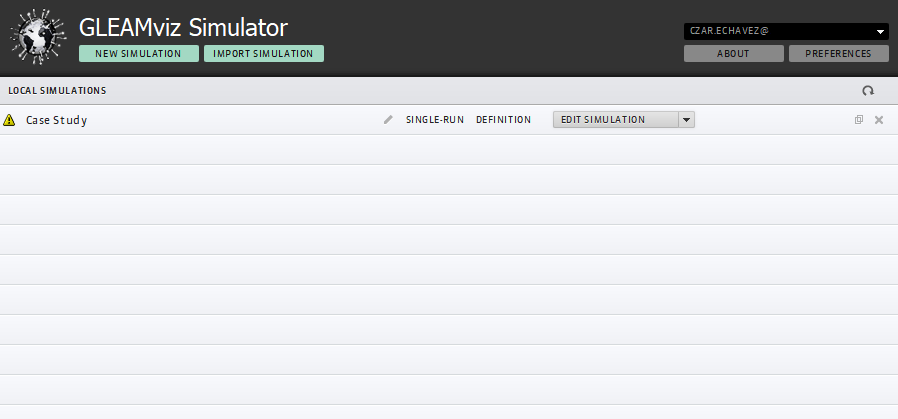 GLEAMviz Simulator
NEW SIMULATION IMPORT SIMULATION
CZAR.ECHAVEZ@
ABOUT PREFERENCES
LOCAL SIMULATIONS
Case Study SINGLE-RUN DEFINITION EDIT SIMULATION